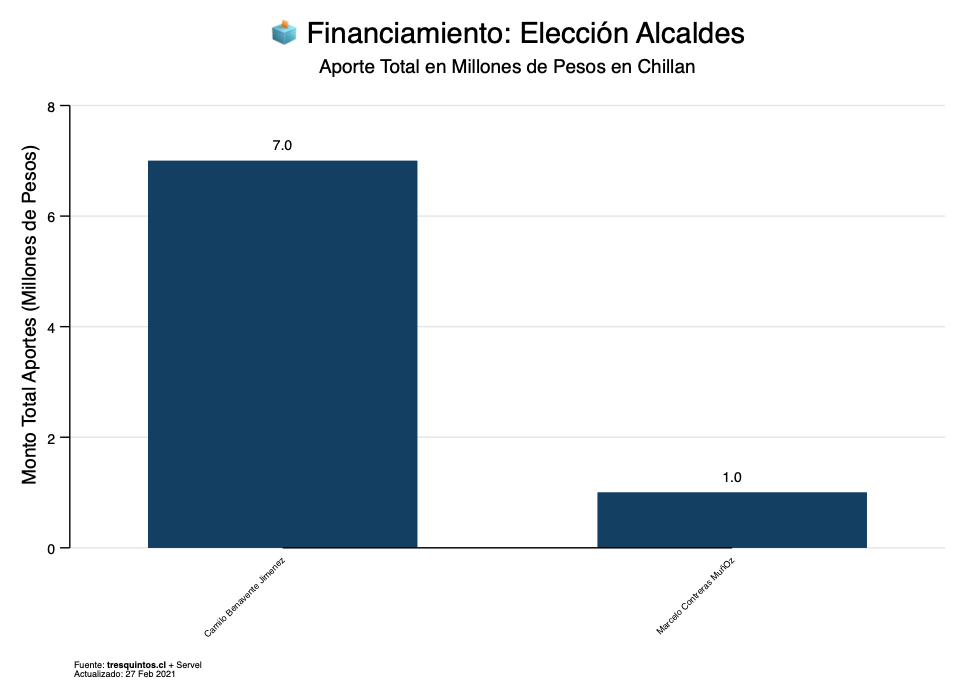 🗳️ Financiamiento: Elección Alcaldes
Aporte Total en Millones de Pesos en Chillan
Monto Total Aportes (Millones de Pesos)
8
6
4
2
0
7.0
1.0
Camilo Benavente Jimenez
Marcelo Contreras MuñOz
Fuente: tresquintos.cl + Servel
Actualizado: 27 Feb 2021